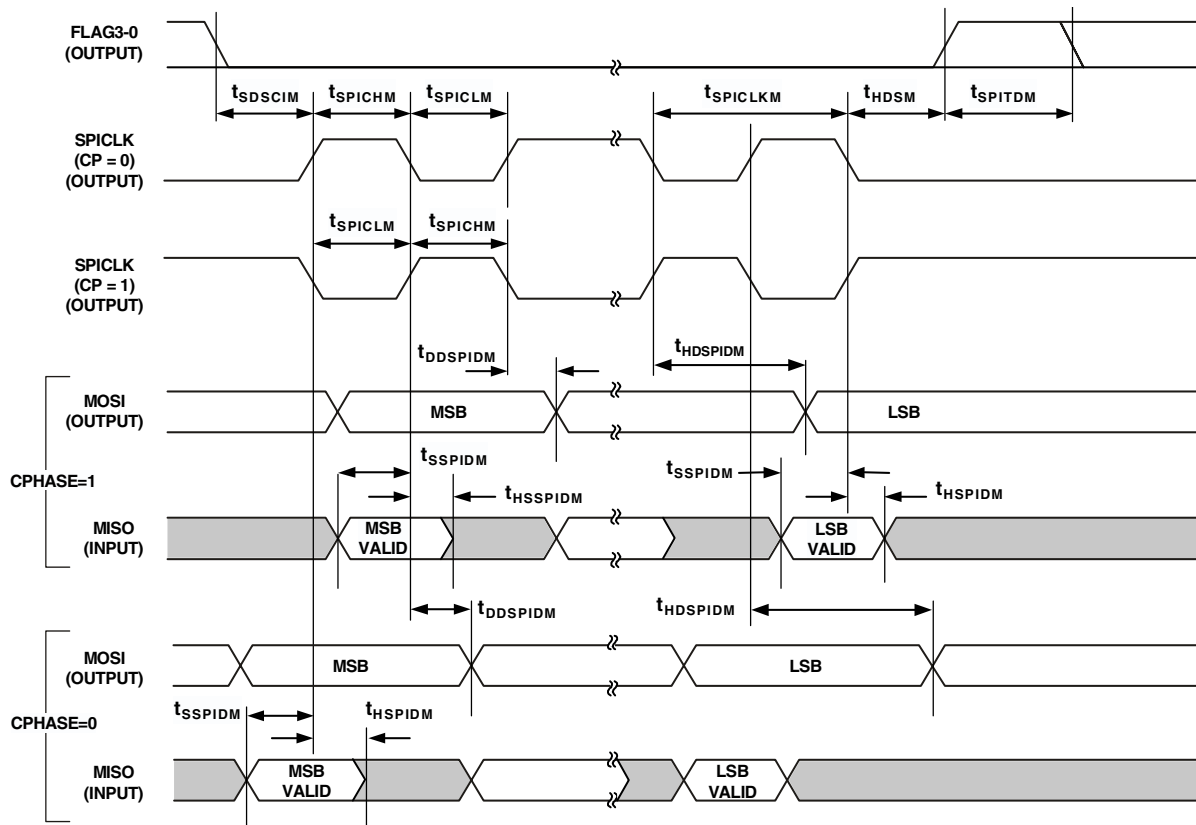 FLAG3-0
(OUTPUT)
tSDSCIM
tSPICHM
tSPICLM
tSPICLKM
tHDSM
tSPITDM
SPICLK
(CP = 0)
(OUTPUT)
tSPICLM
tSPICHM
SPICLK
(CP = 1)
(OUTPUT)
tDDSPIDM
tHDSPIDM
CPHASE=1
MOSI
(OUTPUT)
MSB
LSB
tSSPIDM
tHSSPIDM
tSSPIDM
tHSPIDM
MISO
(INPUT)
MSB
VALID
LSB
VALID
tDDSPIDM
tHDSPIDM
CPHASE=0
MOSI
(OUTPUT)
MSB
LSB
tSSPIDM
tHSPIDM
MISO
(INPUT)
MSB
VALID
LSB
VALID